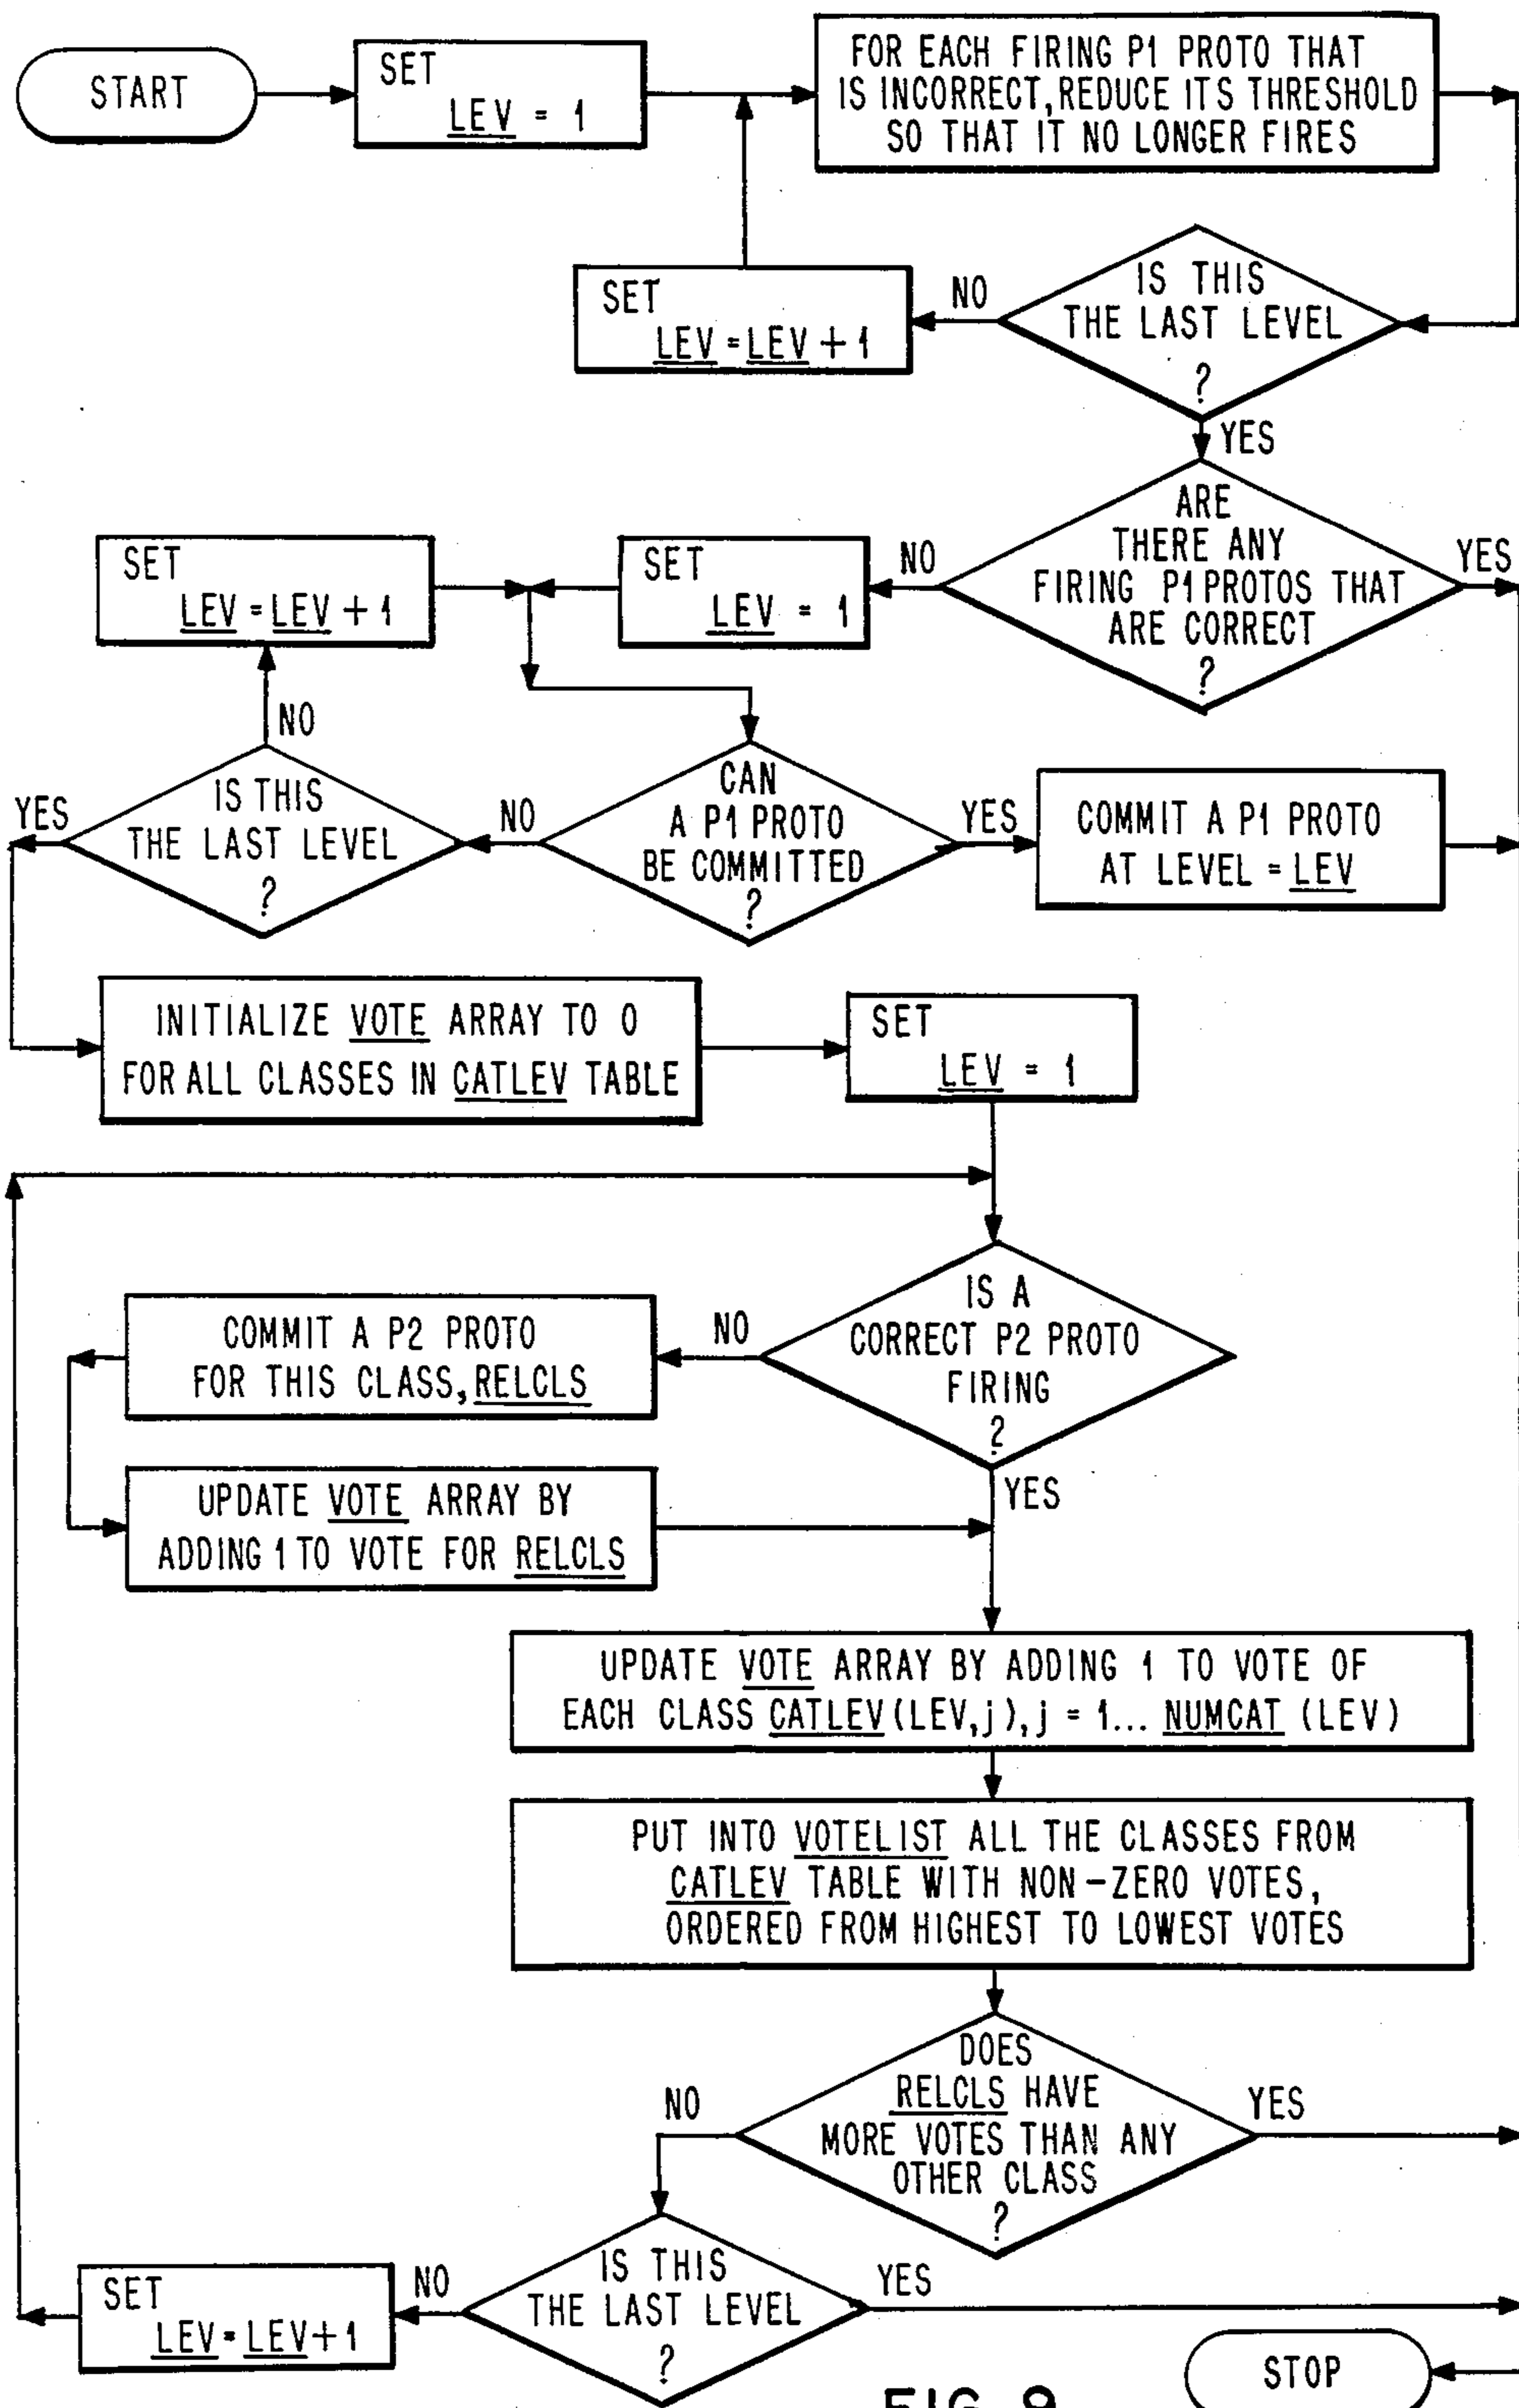 START
SET
LEV = 1
FOR EACH FIRING P1 PROTO THAT
IS INCORRECT, REDUCE ITS THRESHOLD
SO THAT IT NO LONGER FIRES
IS THIS
THE LAST LEVEL
?
NO
SET
LEV = LEV + 1
YES
ARE
THERE ANY
FIRING P1 PROTOS THAT
ARE CORRECT
?
YES
NO
SET
LEV = 1
SET
LEV = LEV + 1
NO
IS THIS
THE LAST LEVEL
?
YES
NO
CAN
A P1 PROTO
BE COMMITTED
?
YES
COMMIT A P1 PROTO
AT LEVEL = LEV
INITIALIZE VOTE ARRAY TO 0
FOR ALL CLASSES IN CATLEV TABLE
SET
LEV = 1
IS A
CORRECT P2 PROTO
FIRING
?
NO
COMMIT A P2 PROTO
FOR THIS CLASS, RELCLS
UPDATE VOTE ARRAY BY
ADDING 1 TO VOTE FOR RELCLS
YES
UPDATE VOTE ARRAY BY ADDING 1 TO VOTE OF
EACH CLASS CATLEV (LEV, j), j = 1... NUMCAT (LEV)
PUT INTO VOTELIST ALL THE CLASSES FROM
CATLEV TABLE WITH NON-ZERO VOTES,
ORDERED FROM HIGHEST TO LOWEST VOTES
DOES
RELCLS HAVE
MORE VOTES THAN ANY
OTHER CLASS
?
NO
YES
IS THIS
THE LAST LEVEL
?
YES
NO
SET
LEV = LEV + 1
STOP
FIG. 9